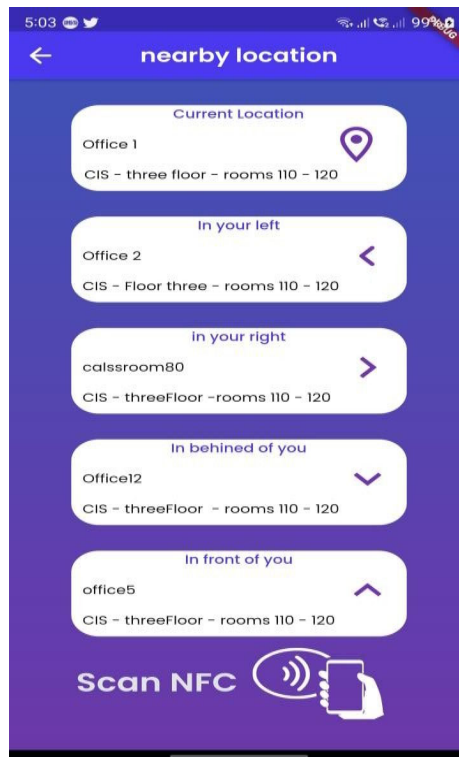 5:03
99%
nearby location
Current Location
Office 1
CIS - three floor - rooms 110 - 120
In your left
Office 2
CIS - Floor three - rooms 110 - 120
in your right
calssroom80
CIS - threeFloor -rooms 110 - 120
In behined of you
Office12
CIS - threeFloor - rooms 110 - 120
In front of you
office5
CIS - threeFloor - rooms 110 - 120
Scan NFC